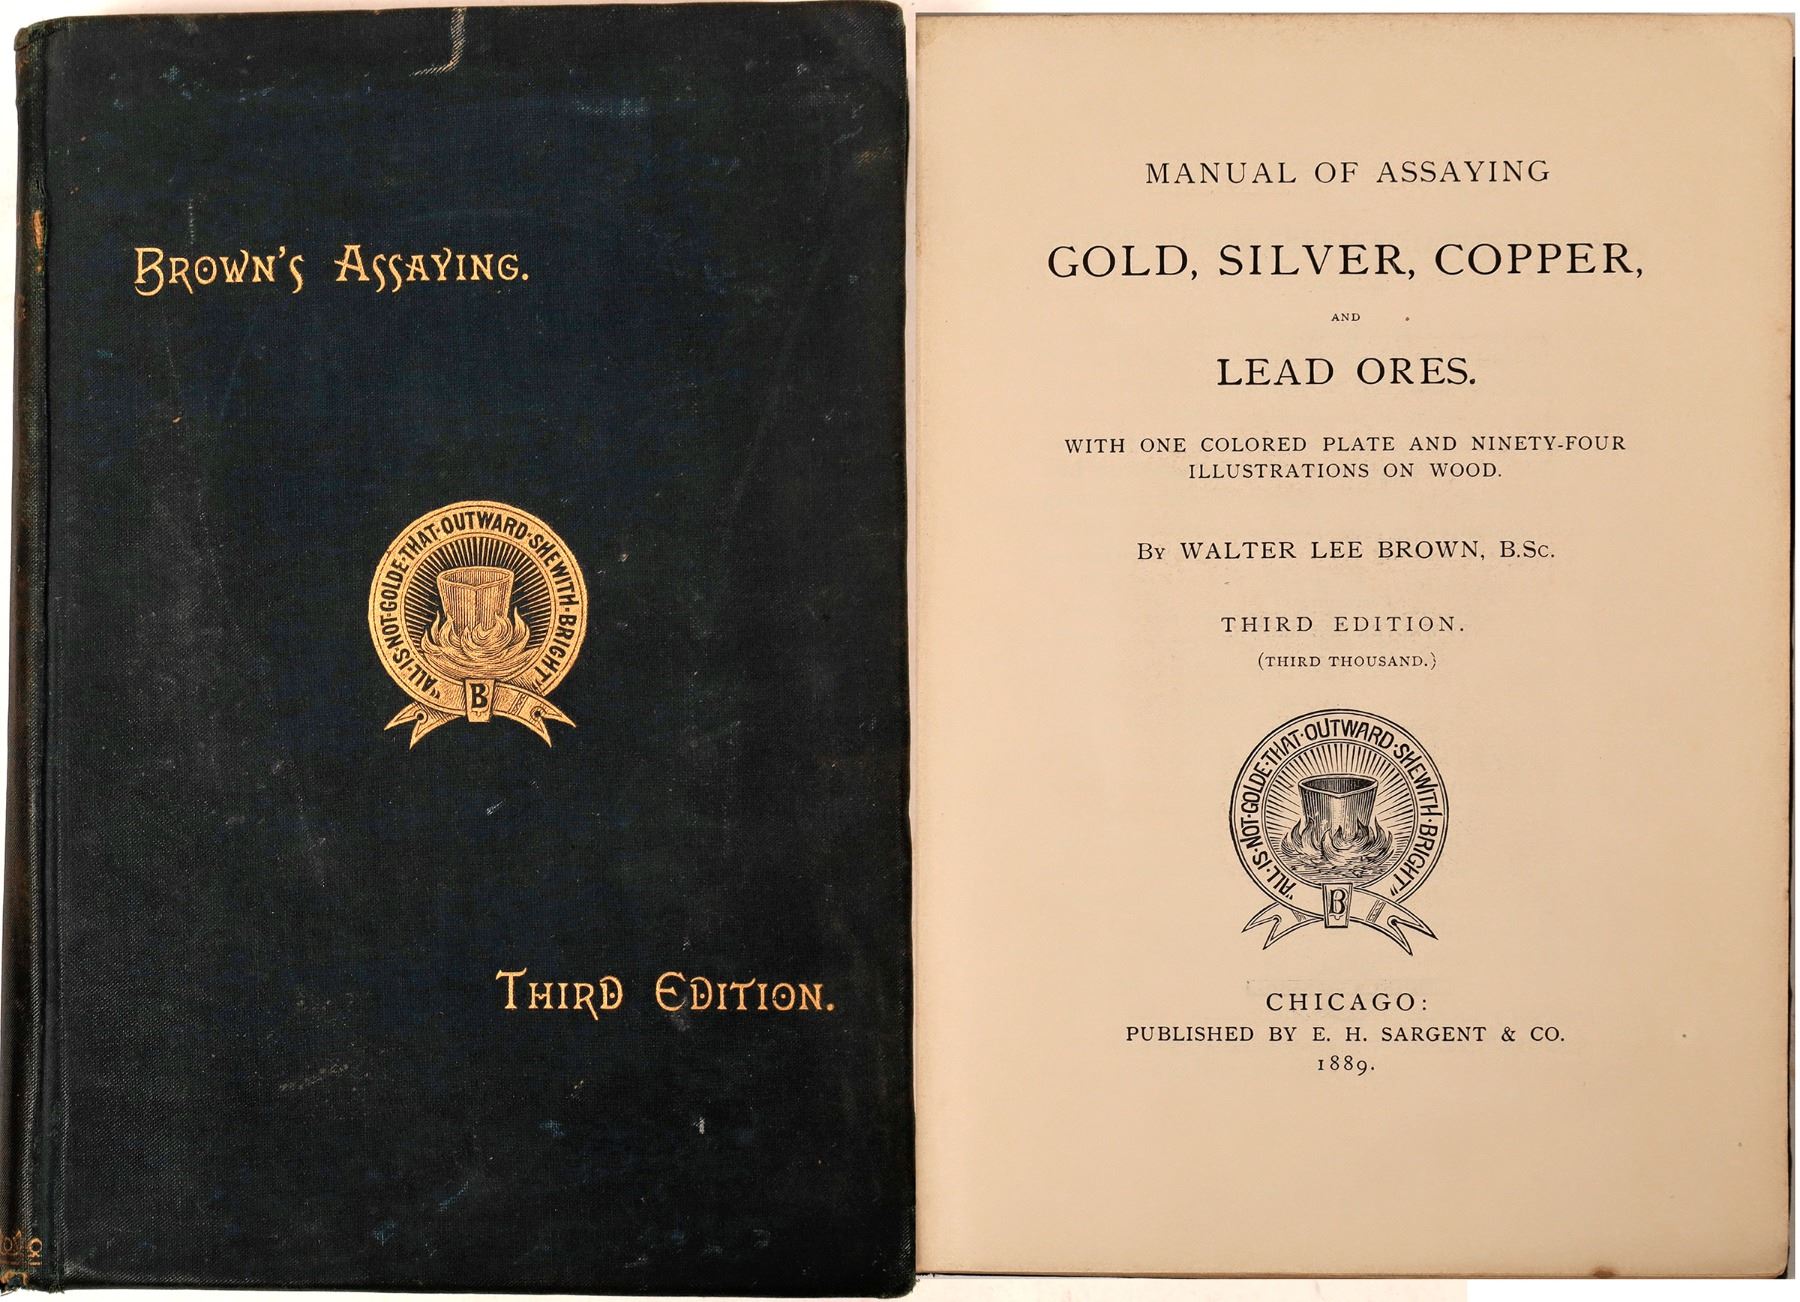 Brown's Assaying.
"ALL·IS·NOT·GOLDE·THAT·OUTWARD·SHEWITH·BRIGHT"
B
Third Edition.
MANUAL OF ASSAYING
GOLD, SILVER, COPPER,
AND
LEAD ORES.
WITH ONE COLORED PLATE AND NINETY-FOUR
ILLUSTRATIONS ON WOOD.
By WALTER LEE BROWN, B.Sc.
THIRD EDITION.
(THIRD THOUSAND.)
"ALL·IS·NOT·GOLDE·THAT·OUTWARD·SHEWITH·BRIGHT"
B
CHICAGO:
PUBLISHED BY E. H. SARGENT & CO.
1889.